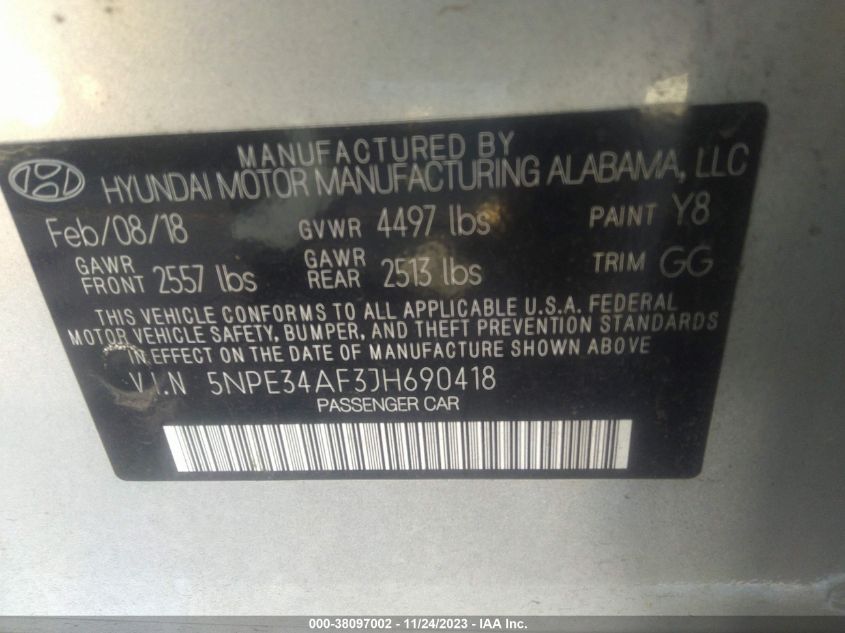 MANUFACTURED BY
HYUNDAI MOTOR MANUFACTURING ALABAMA, LLC
Feb/08/18 GVWR 4497 lbs PAINT Y8
GAWR FRONT 2557 lbs GAWR REAR 2513 lbs TRIM GG
THIS VEHICLE CONFORMS TO ALL APPLICABLE U.S.A. FEDERAL
MOTOR VEHICLE SAFETY, BUMPER, AND THEFT PREVENTION STANDARDS
IN EFFECT ON THE DATE OF MANUFACTURE SHOWN ABOVE
V.I.N 5NPE34AF3JH690418
PASSENGER CAR
000-38097002 - 11/24/2023 - IAA Inc.